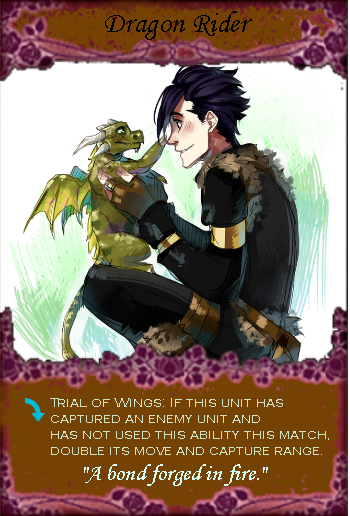 Dragon Rider
Trial of Wings: If this unit has
captured an enemy unit and
has not used this ability this match,
double its move and capture range.
"A bond forged in fire."